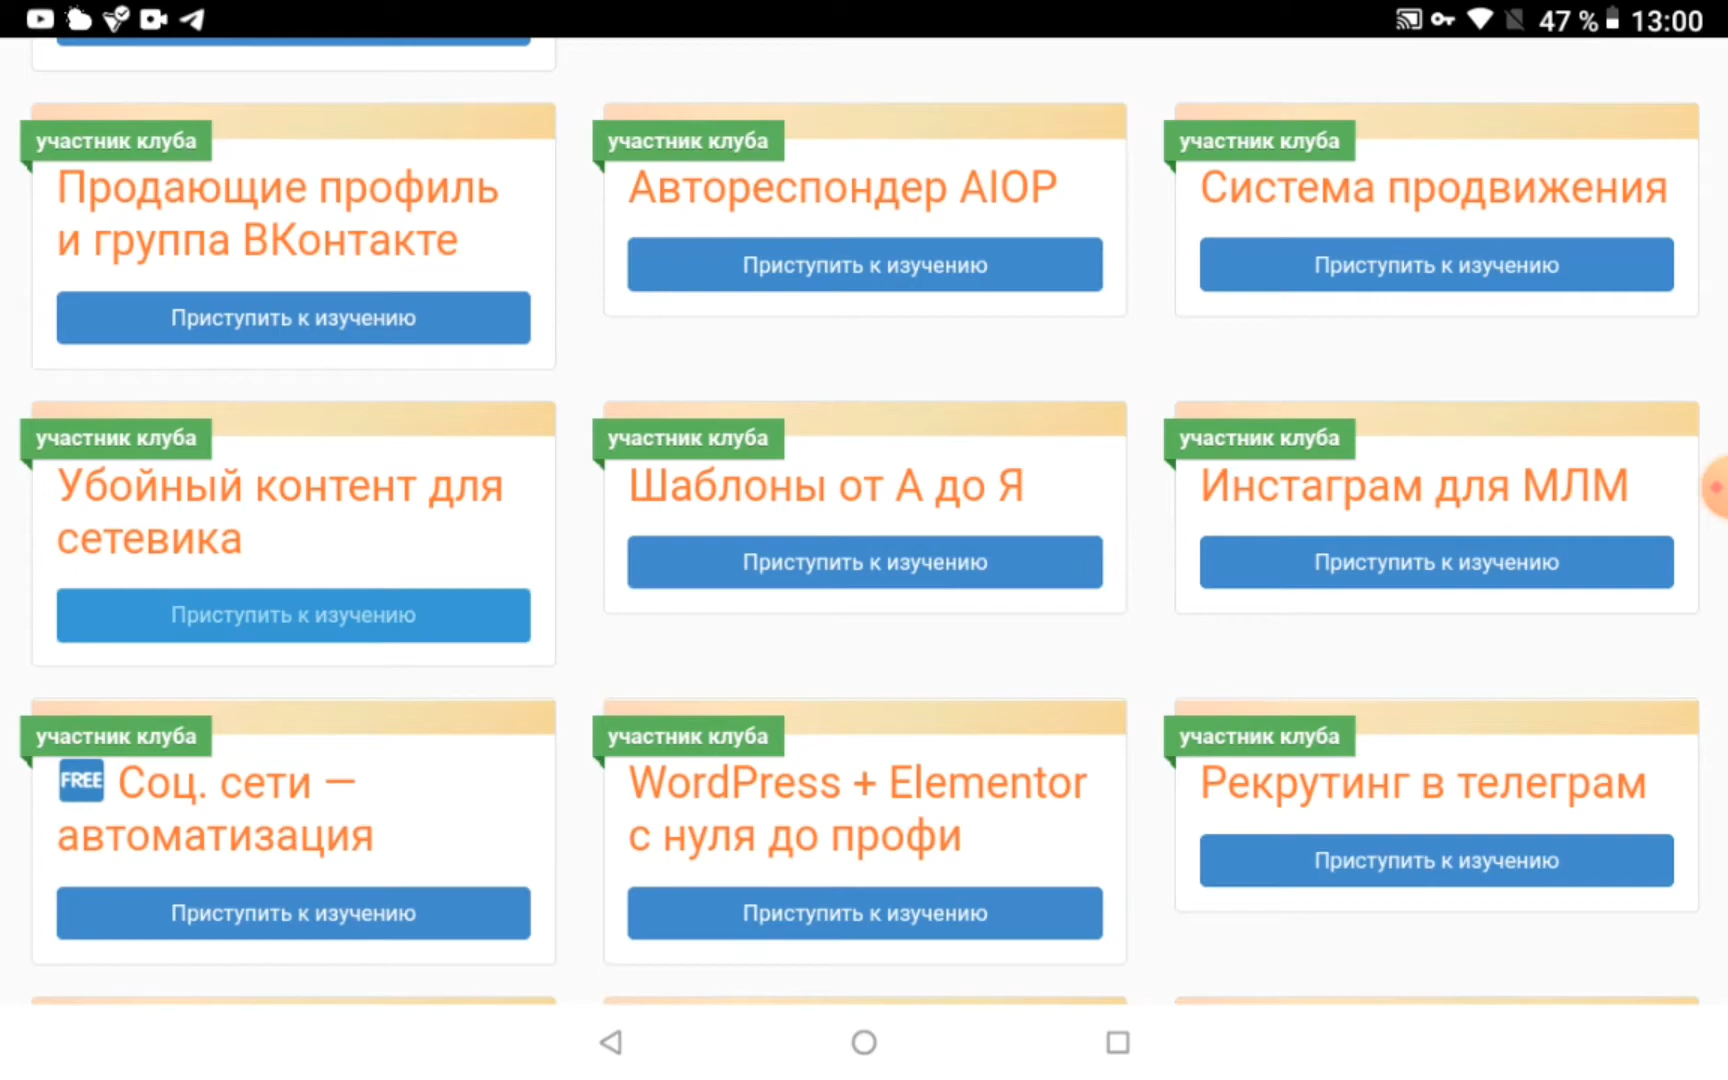 47 % 13:00
участник клуба
Продающие профиль
и группа ВКонтакте
Приступить к изучению
участник клуба
Автореспондер AIOP
Приступить к изучению
участник клуба
Система продвижения
Приступить к изучению
участник клуба
Убойный контент для
сетевика
Приступить к изучению
участник клуба
Шаблоны от А до Я
Приступить к изучению
участник клуба
Инстаграм для МЛМ
Приступить к изучению
участник клуба
FREE Соц. сети —
автоматизация
Приступить к изучению
участник клуба
WordPress + Elementor
с нуля до профи
Приступить к изучению
участник клуба
Рекрутинг в телеграм
Приступить к изучению